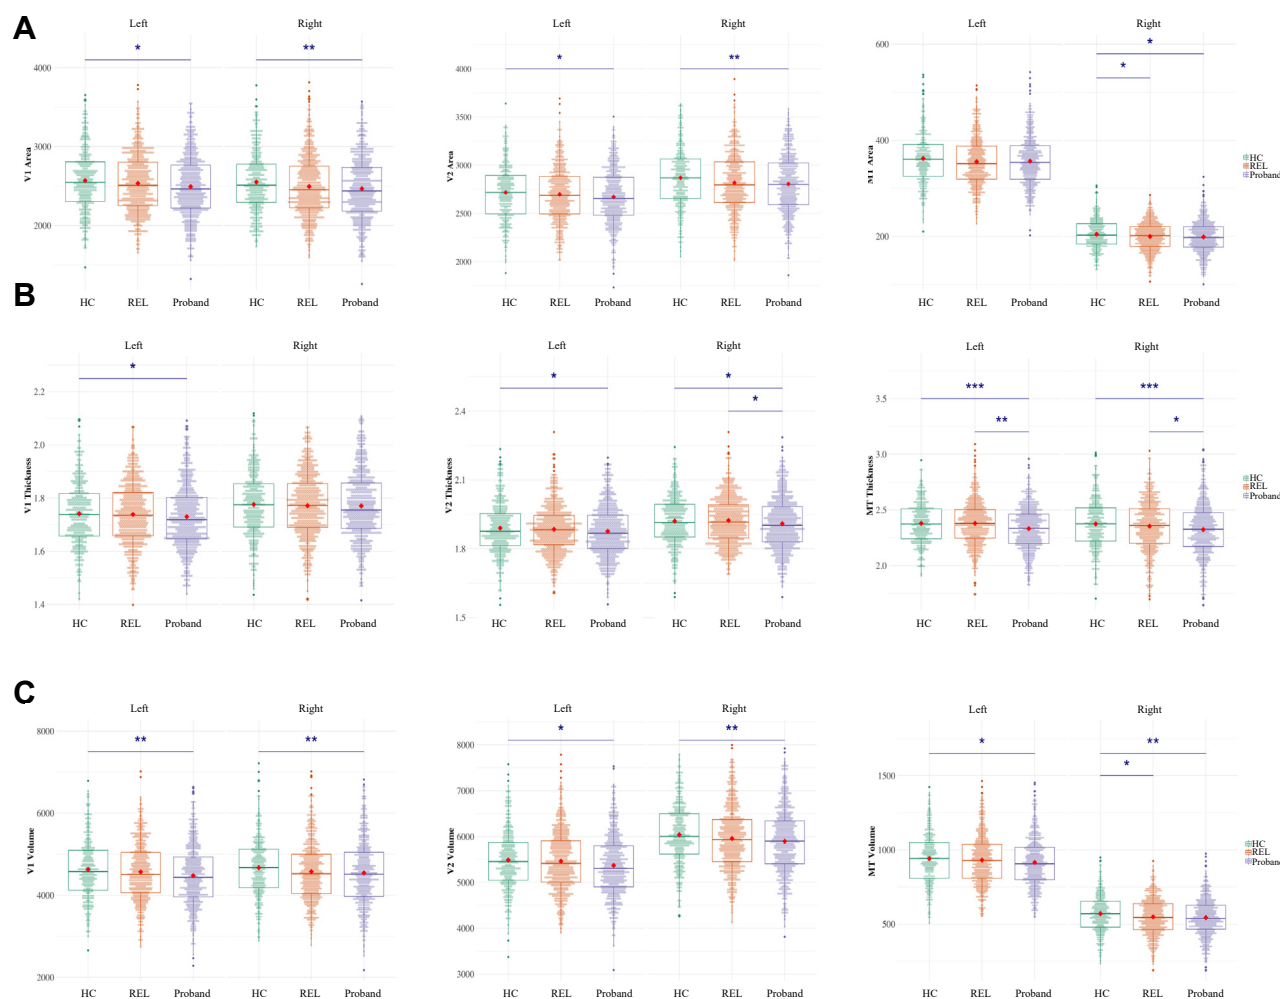 A
Left Right
* **
V1 Area
4000
3000
2000
HC REL Proband HC REL Proband
Left Right
* **
V2 Area
4000
3500
3000
2500
2000
HC REL Proband HC REL Proband
Left Right
*
*
MT Area
600
400
200
HC REL Proband HC REL Proband
HC
REL
Proband
B
Left Right
*
V1 Thickness
2.2
2.0
1.8
1.6
1.4
HC REL Proband HC REL Proband
Left Right
* *
*
V2 Thickness
2.4
2.1
1.8
1.5
HC REL Proband HC REL Proband
Left Right
*** ***
** *
MT Thickness
3.5
3.0
2.5
2.0
HC REL Proband HC REL Proband
HC
REL
Proband
C
Left Right
** **
V1 Volume
8000
6000
4000
2000
HC REL Proband HC REL Proband
Left Right
* **
V2 Volume
8000
7000
6000
5000
4000
3000
HC REL Proband HC REL Proband
Left Right
* **
*
MT Volume
1500
1000
500
HC REL Proband HC REL Proband
HC
REL
Proband